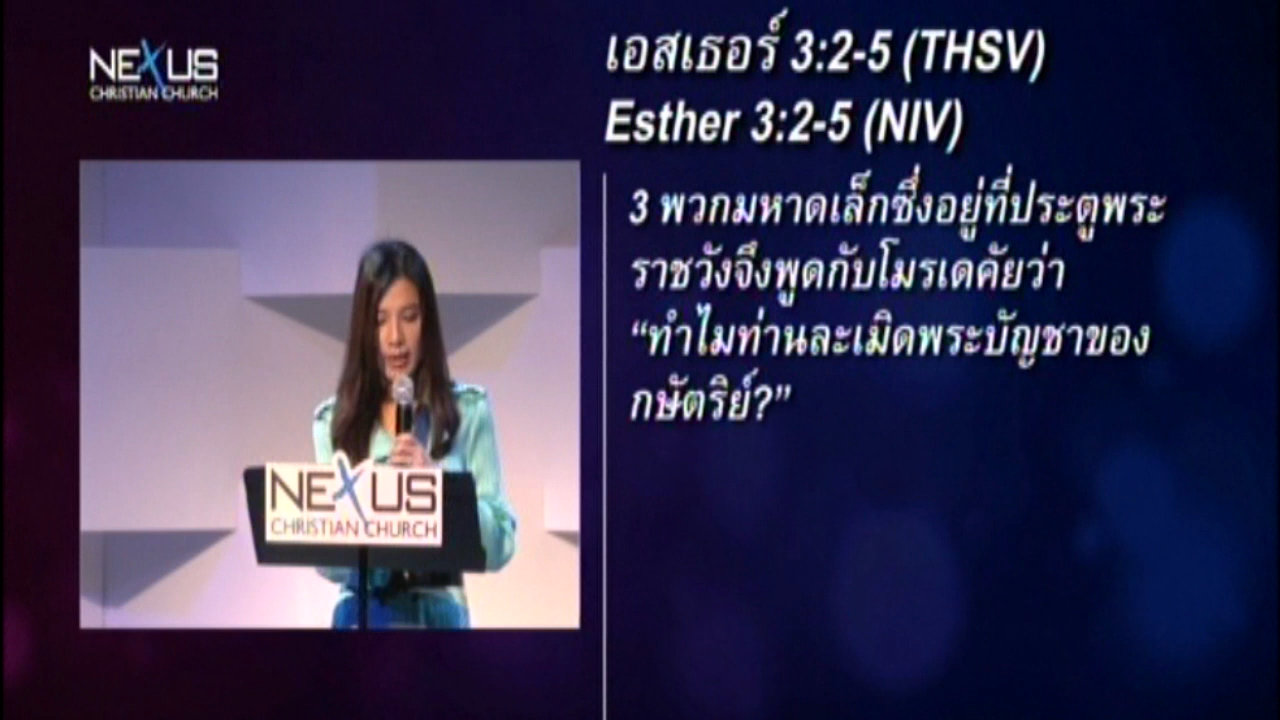 NEXUS
CHRISTIAN CHURCH
เอสเธอร์ 3:2-5 (THSV)
Esther 3:2-5 (NIV)
3 พวกมหาดเล็กซึ่งอยู่ที่ประตูพระ
ราชวังจึงพูดกับโมรเดคัยว่า
“ทำไมท่านละเมิดพระบัญชาของ
กษัตริย์?”
NEXUS
CHRISTIAN CHURCH